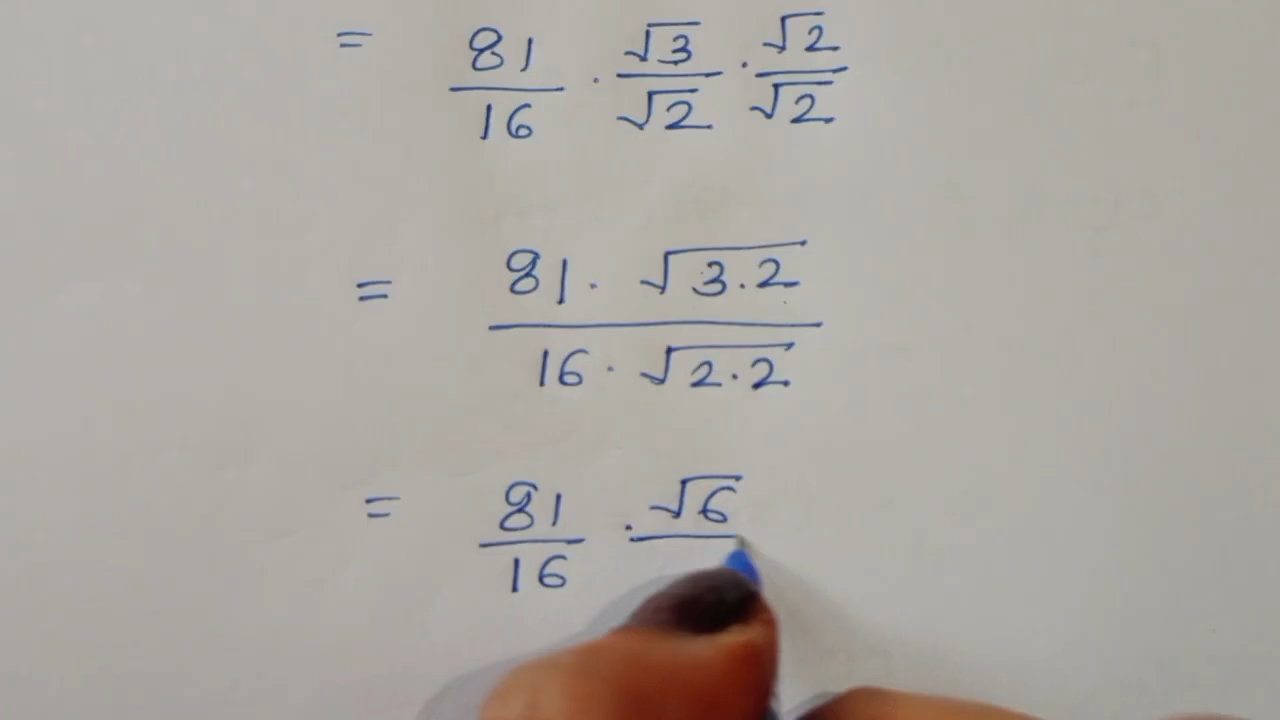 = 81/16 · √3/√2 · √2/√2
= 81 · √3.2 / 16 · √2·2
= 81/16 · √6/